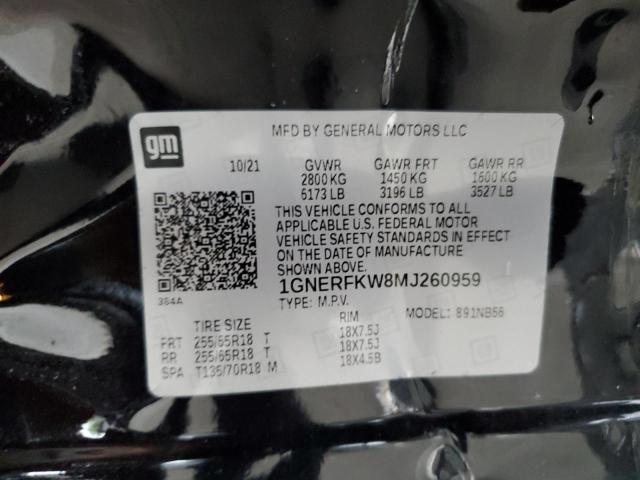 gm
MFD BY GENERAL MOTORS LLC
10/21 GVWR GAWR FRT GAWR RR
2800 KG 1450 KG 1600 KG
6173 LB 3196 LB 3527 LB
THIS VEHICLE CONFORMS TO ALL
APPLICABLE U.S. FEDERAL MOTOR
VEHICLE SAFETY STANDARDS IN EFFECT
ON THE DATE OF MANUFACTURE
SHOWN ABOVE.
384A
1GNERFKW8MJ260959
TYPE: M.P.V. MODEL: 891NB56
TIRE SIZE RIM
FRT 255/65R18 T 18X7.5J
RR 255/65R18 T 18X7.5J
SPA T135/70R18 M 18X4.5B